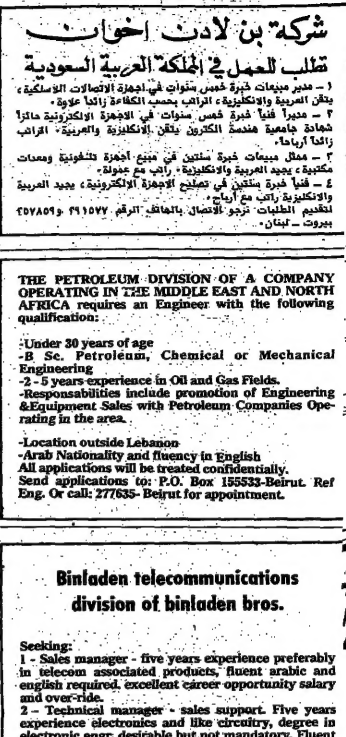 شركة بن لادن اخوان
تطلب للعمل في المملكة العربية السعودية
١ - مدير مبيعات خبرة خمس سنوات في اجهزة الاتصالات اللاسلكية،
يتقن العربية والانكليزية، الراتب بحسب الكفاءة زائداً علاوة.
٢ - مديراً فنياً خبرة خمس سنوات في الاجهزة الالكترونية حائزاً
شهادة جامعية هندسة الكترون يتقن الانكليزية والعربية. الراتب
زائداً أرباحاً.
٣ - ممثل مبيعات خبرة سنتين في مبيع أجهزة تلفونية ومعدات
مكتبية، يجيد العربية والانكليزية، راتب مع عمولة.
٤ - فنياً خبرة سنتين في تصليح الاجهزة الالكترونية، يجيد العربية
والانكليزية راتب مع أرباح.
لتقديم الطلبات نرجو الاتصال بالهاتف الرقم ٢٩١٥٧٧ و ٢٥٧٨٥٩
بيروت - لبنان.
THE PETROLEUM DIVISION OF A COMPANY
OPERATING IN THE MIDDLE EAST AND NORTH
AFRICA requires an Engineer with the following
qualification:
-Under 30 years of age
-B Sc. Petroleum, Chemical or Mechanical
Engineering
-2 - 5 years experience in Oil and Gas Fields.
-Responsabilities include promotion of Engineering
&Equipment Sales with Petroleum Companies Ope-
rating in the area.
-Location outside Lebanon
-Arab Nationality and fluency in English
All applications will be treated confidentially.
Send applications to: P.O. Box 155533-Beirut. Ref
Eng. Or call: 277635- Beirut for appointment.
Binladen telecommunications
division of binladen bros.
Seeking:
1 - Sales manager - five years experience preferably
in telecom associated products, fluent arabic and
english required. excellent career opportunity salary
and over-ride.
2 - Technical manager - sales support. Five years
experience electronics and like circuitry, degree in
electronic engr. desirable but not mandatory. Fluent